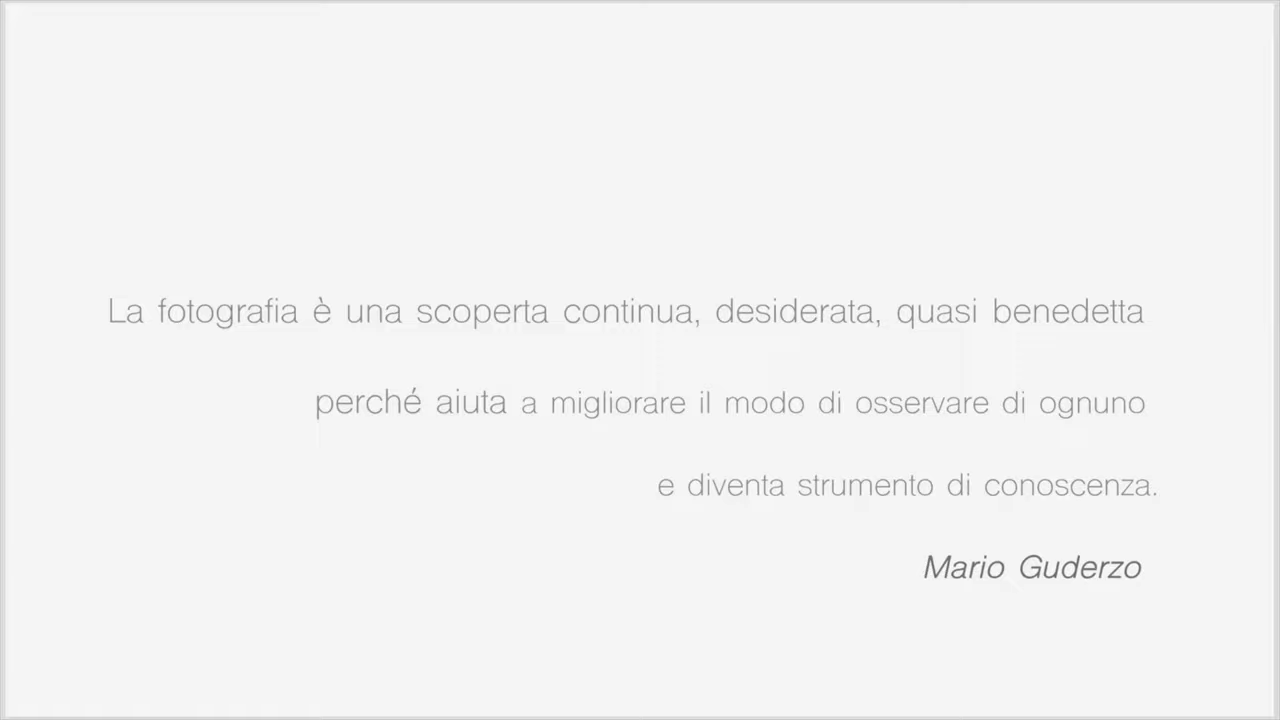 La fotografia è una scoperta continua, desiderata, quasi benedetta
perché aiuta a migliorare il modo di osservare di ognuno
e diventa strumento di conoscenza.
Mario Guderzo